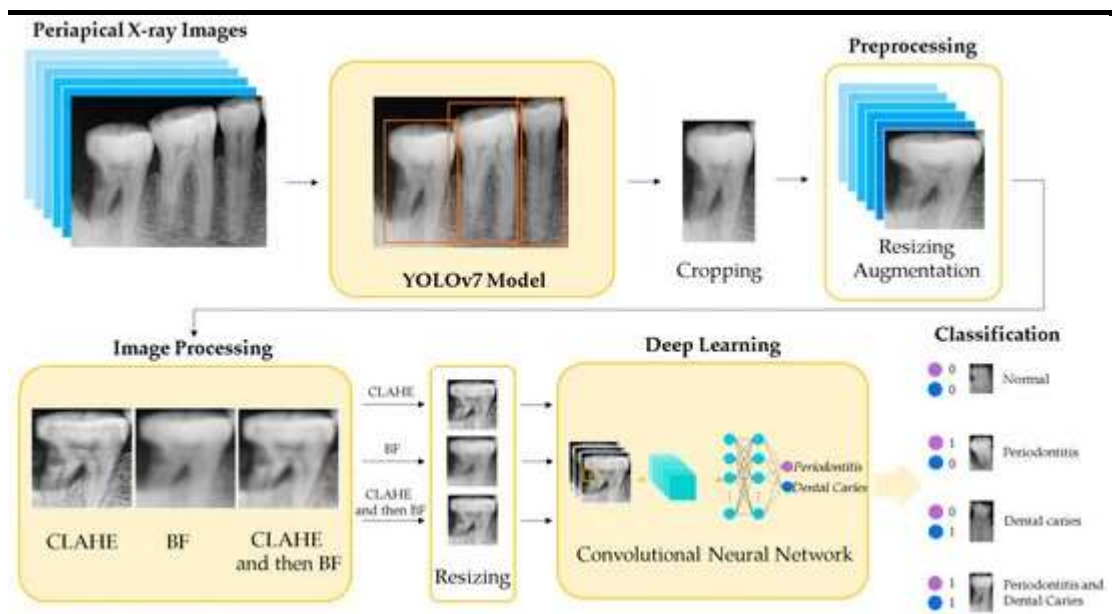 Periapical X-ray Images
YOLOv7 Model
Cropping
Preprocessing
Resizing
Augmentation
Image Processing
CLAHE
BF
CLAHE
and then BF
CLAHE
BF
CLAHE
and then BF
Resizing
Deep Learning
Periodontitis
Dental Caries
Convolutional Neural Network
Classification
0
0
Normal
1
0
Periodontitis
0
1
Dental caries
1
1
Periodontitis and
Dental Caries